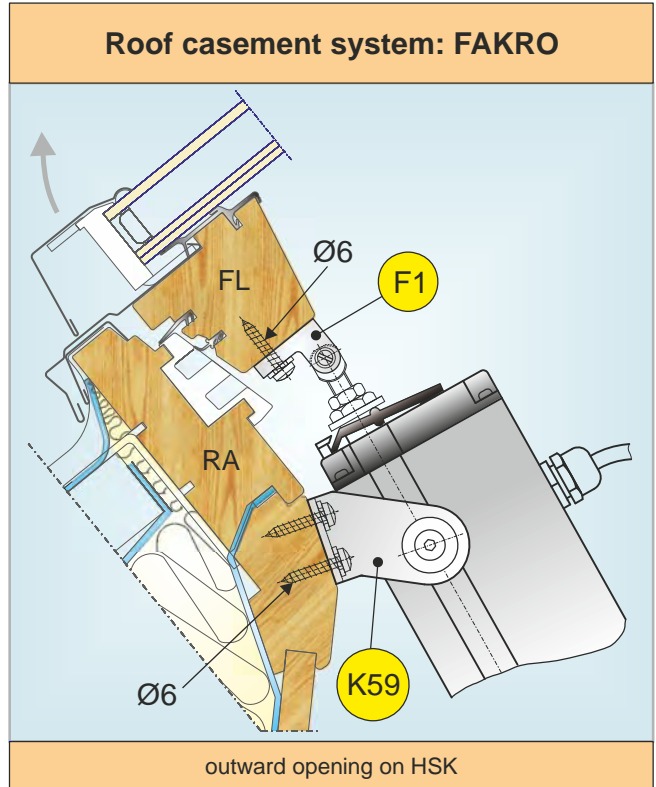 Roof casement system: FAKRO
Ø6
FL
F1
RA
Ø6
K59
outward opening on HSK